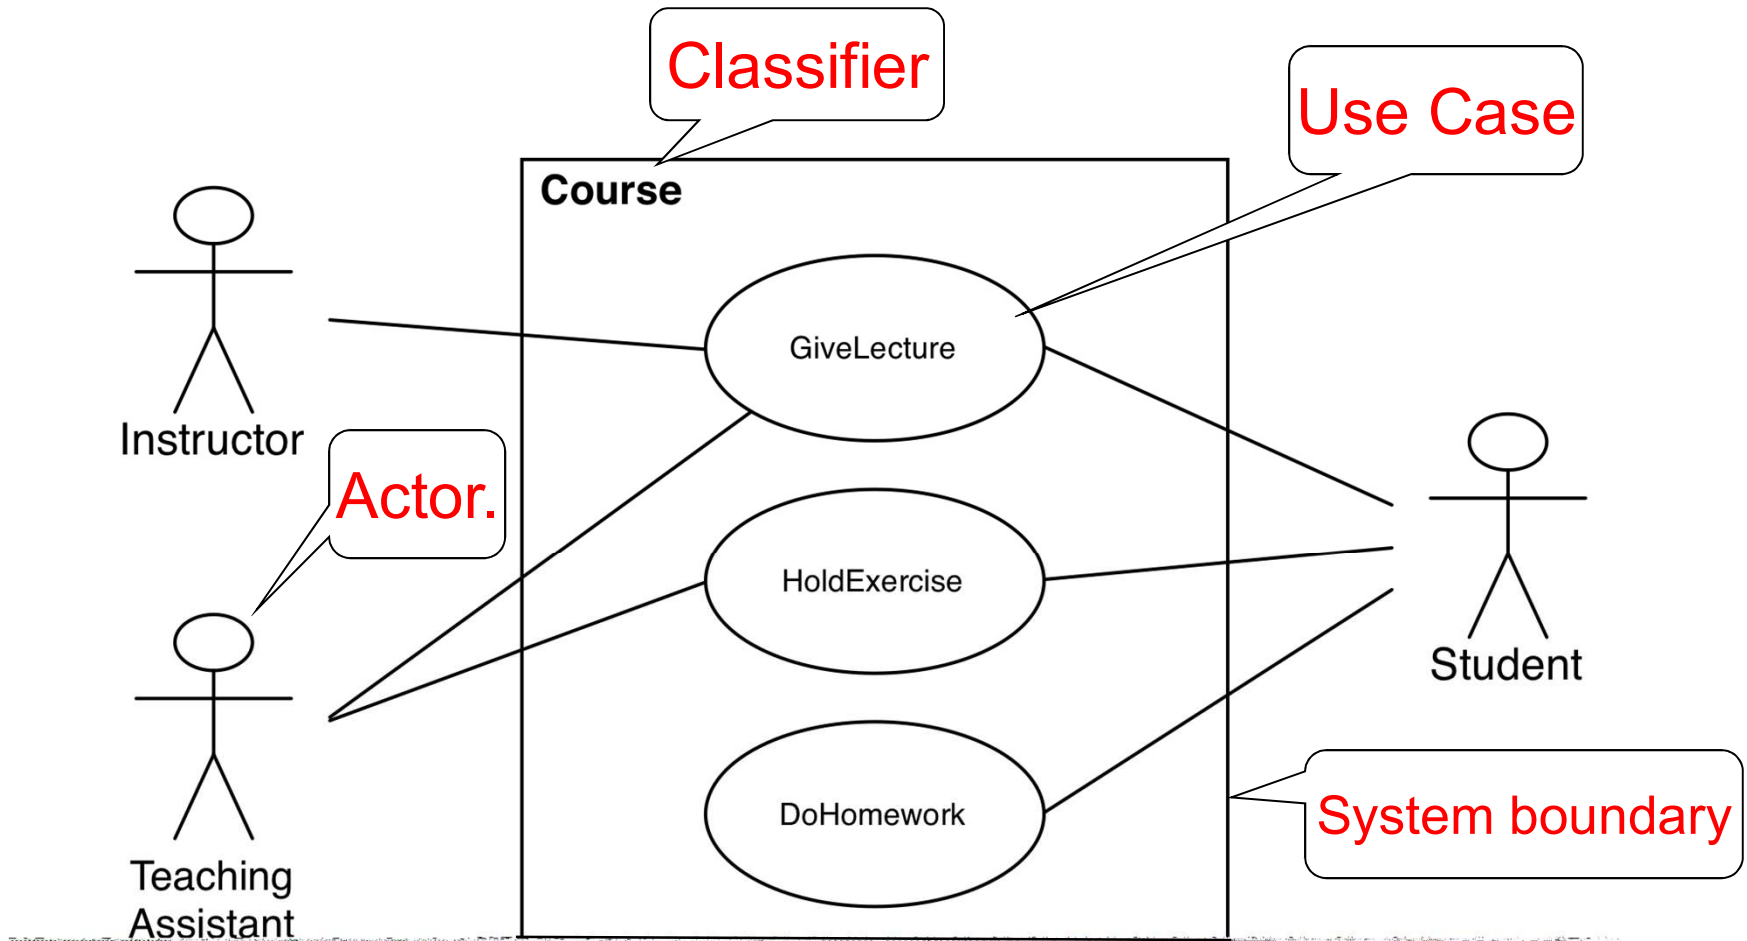 Classifier
Use Case
Course
GiveLecture
Instructor
Actor.
HoldExercise
Student
DoHomework
System boundary
Teaching
Assistant